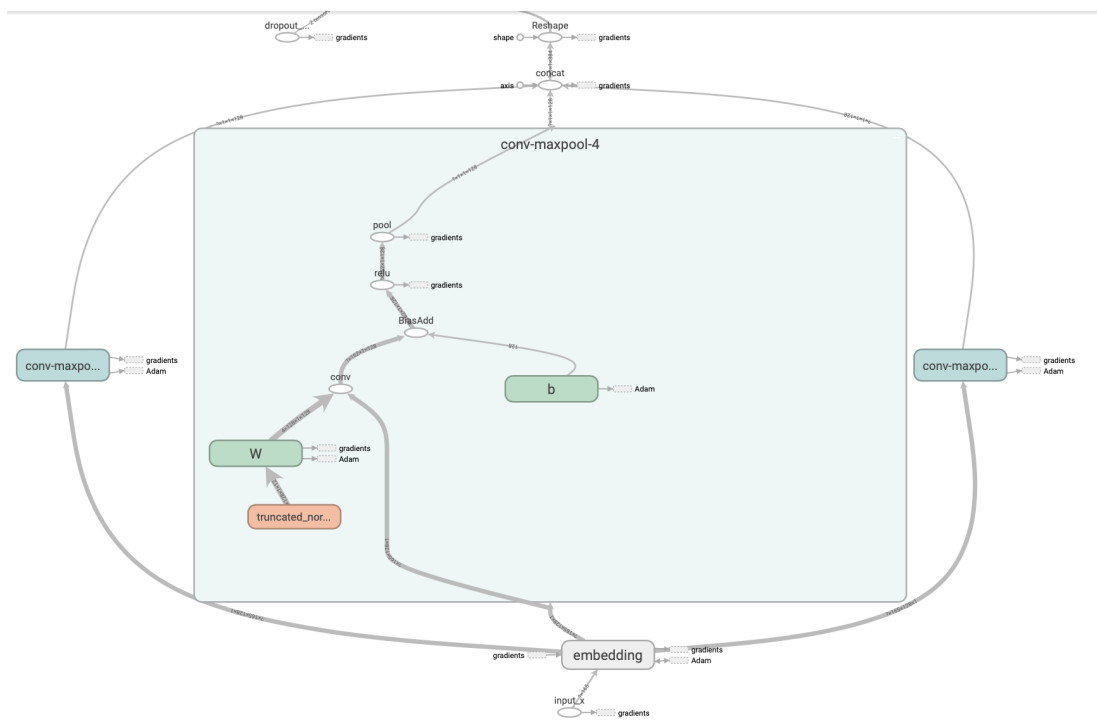 dropout_...
gradients
Reshape
shape
gradients
concat
axis
gradients
conv-maxpool-4
pool
gradients
relu
gradients
BiasAdd
conv-maxpo...
gradients
Adam
conv
b
Adam
conv-maxpo...
gradients
Adam
W
gradients
Adam
truncated_nor...
gradients
embedding
gradients
Adam
input_x
gradients